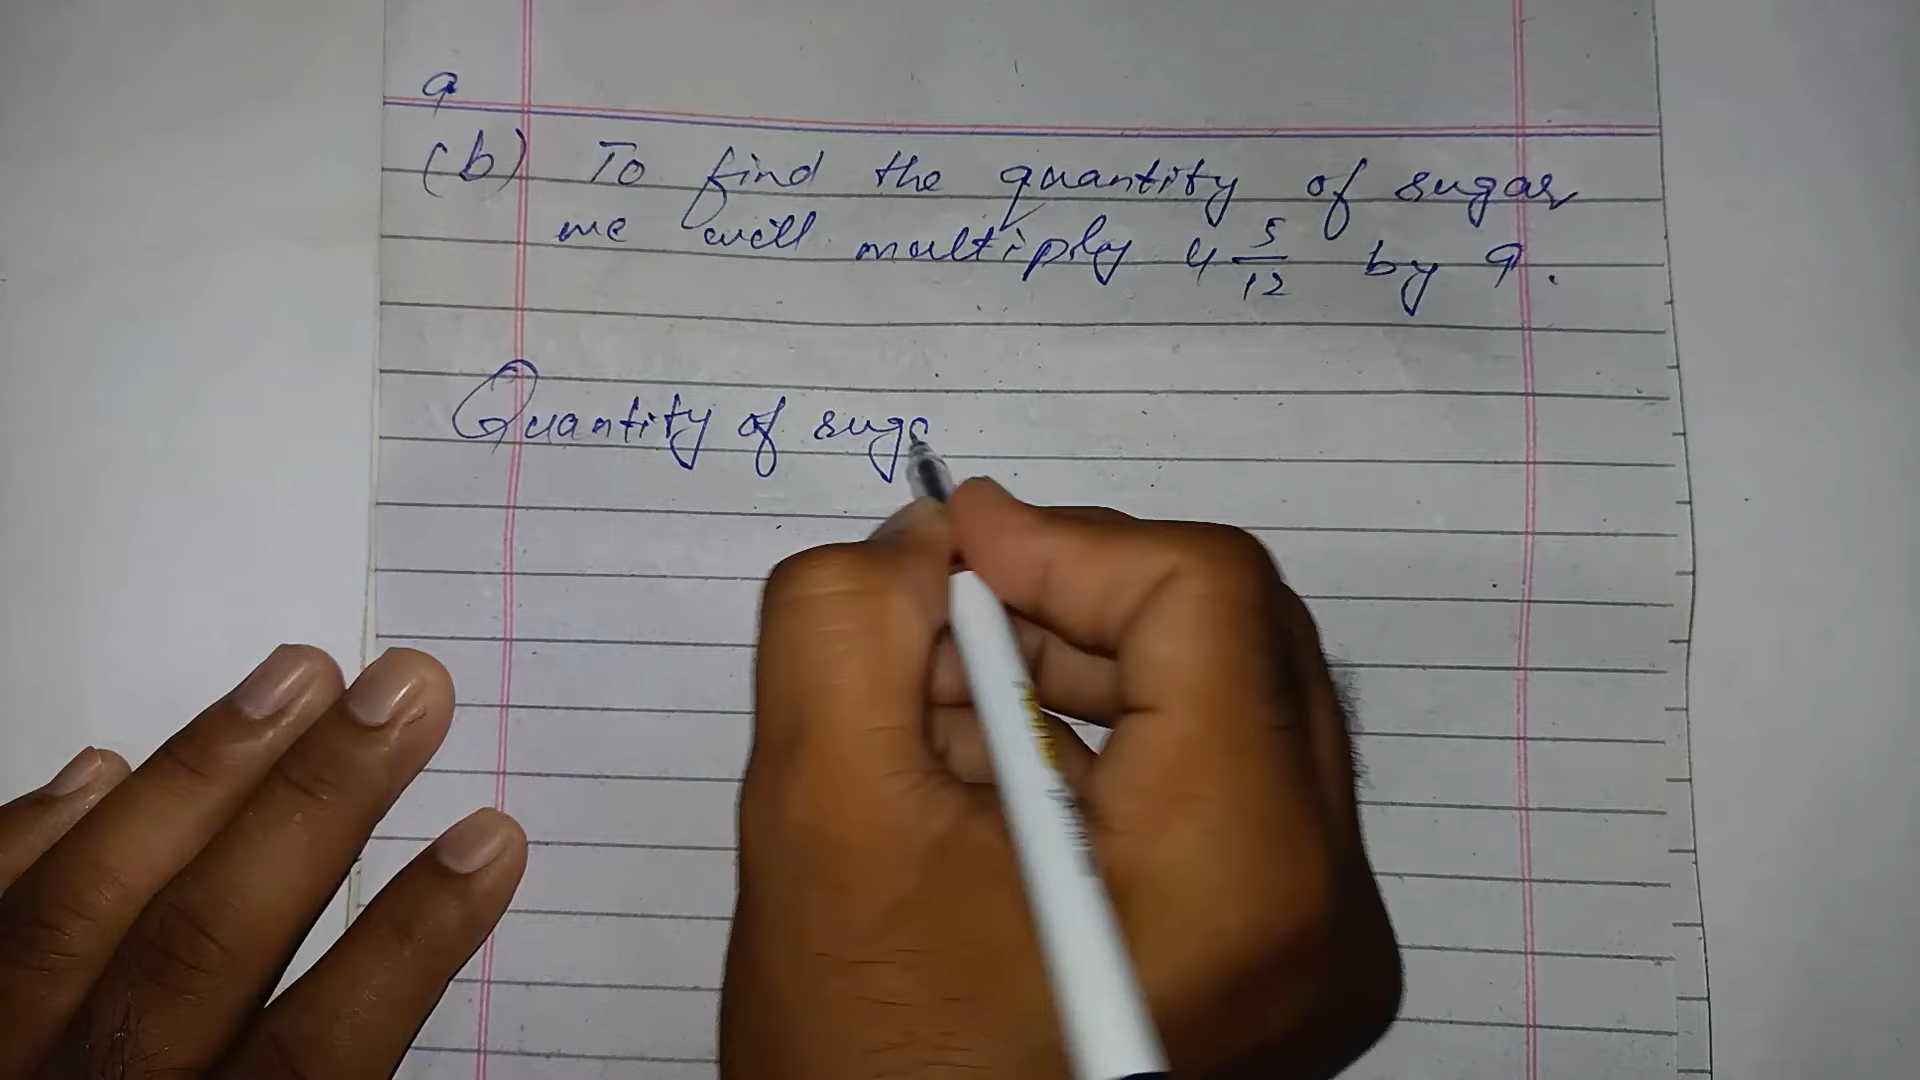 9
(b) To find the quantity of sugar
we will multiply 4 5/12 by 9.
Quantity of suga